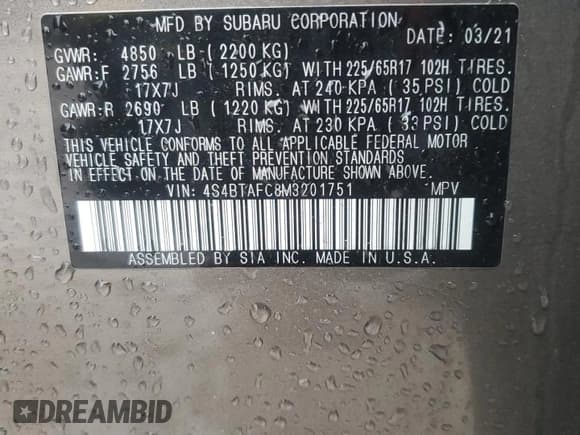 MFD BY SUBARU CORPORATION DATE: 03/21
GVWR: 4850 LB (2200 KG)
GAWR:F 2756 LB (1250 KG) WITH 225/65R17 102H TIRES.
17X7J RIMS. AT 240 KPA (35 PSI) COLD
GAWR:R 2690 LB (1220 KG) WITH 225/65R17 102H TIRES.
17X7J RIMS. AT 230 KPA (33 PSI) COLD
THIS VEHICLE CONFORMS TO ALL APPLICABLE FEDERAL MOTOR
VEHICLE SAFETY AND THEFT PREVENTION STANDARDS
IN EFFECT ON THE DATE OF MANUFACTURE SHOWN ABOVE.
VIN: 4S4BTAFC8M3201751 MPV
ASSEMBLED BY SIA INC. MADE IN U.S.A.
DREAMBID